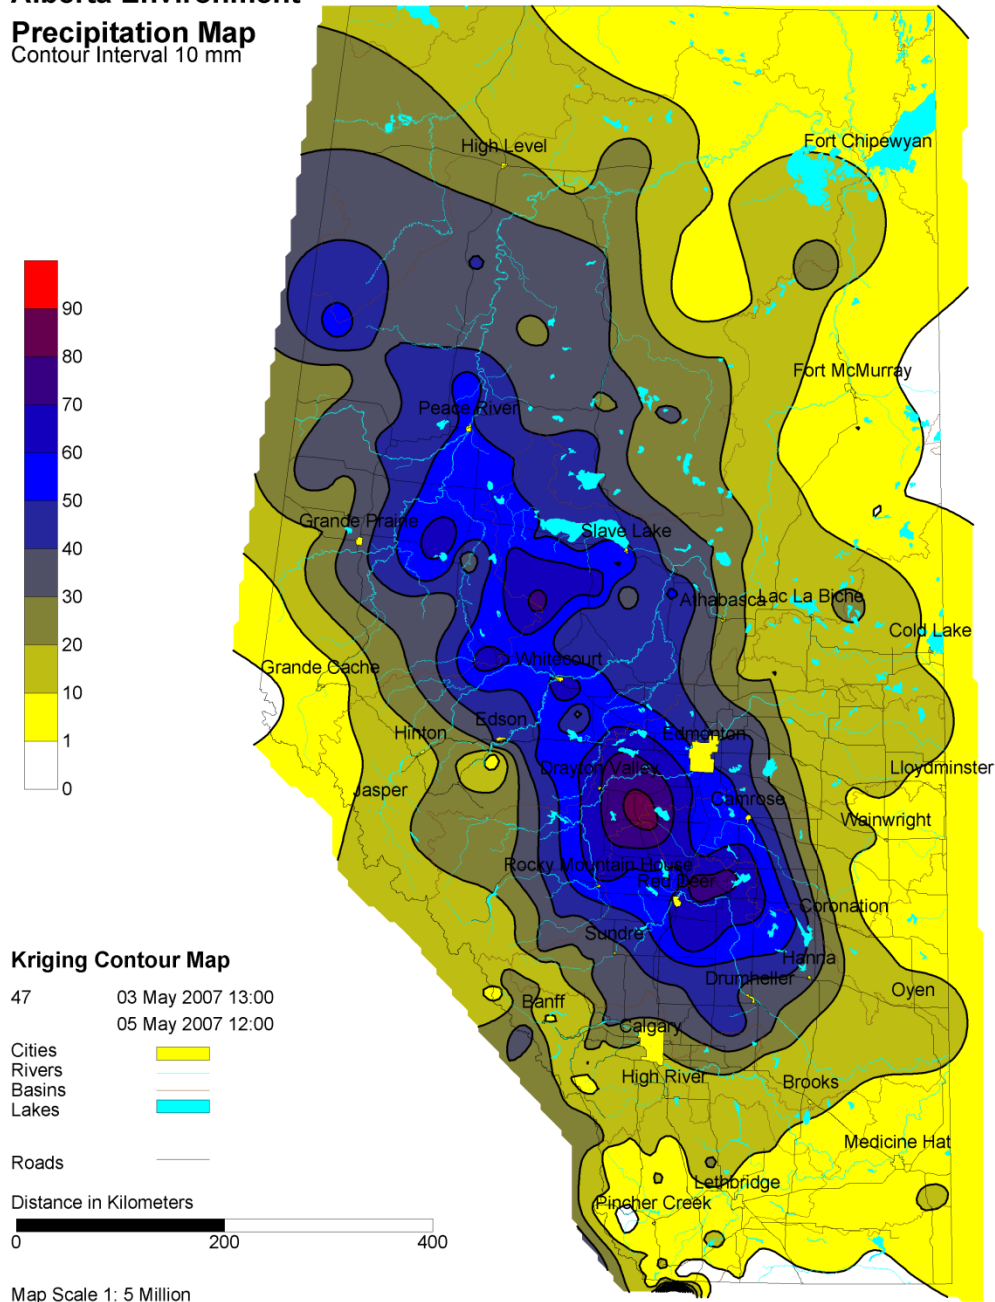 Alberta Environment
Precipitation Map
Contour Interval 10 mm
High Level
Fort Chipewyan
90
80
70
60
50
40
30
20
10
1
0
Fort McMurray
Peace River
Grande Prairie
Slave Lake
Athabasca
Lac La Biche
Cold Lake
Grande Cache
Whitecourt
Hinton
Edson
Edmonton
Drayton Valley
Lloydminster
Jasper
Camrose
Wainwright
Rocky Mountain House
Red Deer
Coronation
Sundre
Hanna
Drumheller
Oyen
Banff
Calgary
High River
Brooks
Medicine Hat
Lethbridge
Pincher Creek
Kriging Contour Map
47 03 May 2007 13:00
05 May 2007 12:00
Cities
Rivers
Basins
Lakes
Roads
Distance in Kilometers
0 200 400
Map Scale 1: 5 Million